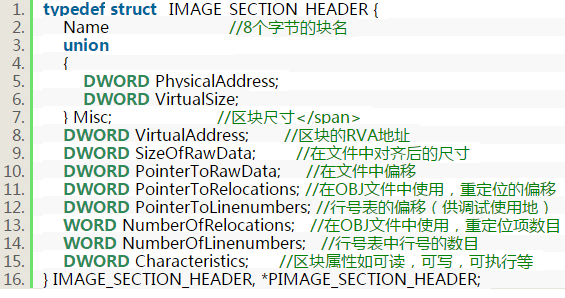 1. typedef struct IMAGE_SECTION_HEADER {
2. Name //8个字节的块名
3. union
4. {
5. DWORD PhysicalAddress;
6. DWORD VirtualSize;
7. } Misc; //区块尺寸</span>
8. DWORD VirtualAddress; //区块的RVA地址
9. DWORD SizeOfRawData; //在文件中对齐后的尺寸
10. DWORD PointerToRawData; //在文件中偏移
11. DWORD PointerToRelocations; //在OBJ文件中使用，重定位的偏移
12. DWORD PointerToLinenumbers; //行号表的偏移（供调试使用地）
13. WORD NumberOfRelocations; //在OBJ文件中使用，重定位项数目
14. WORD NumberOfLinenumbers; //行号表中行号的数目
15. DWORD Characteristics; //区块属性如可读，可写，可执行等
16. } IMAGE_SECTION_HEADER, *PIMAGE_SECTION_HEADER;